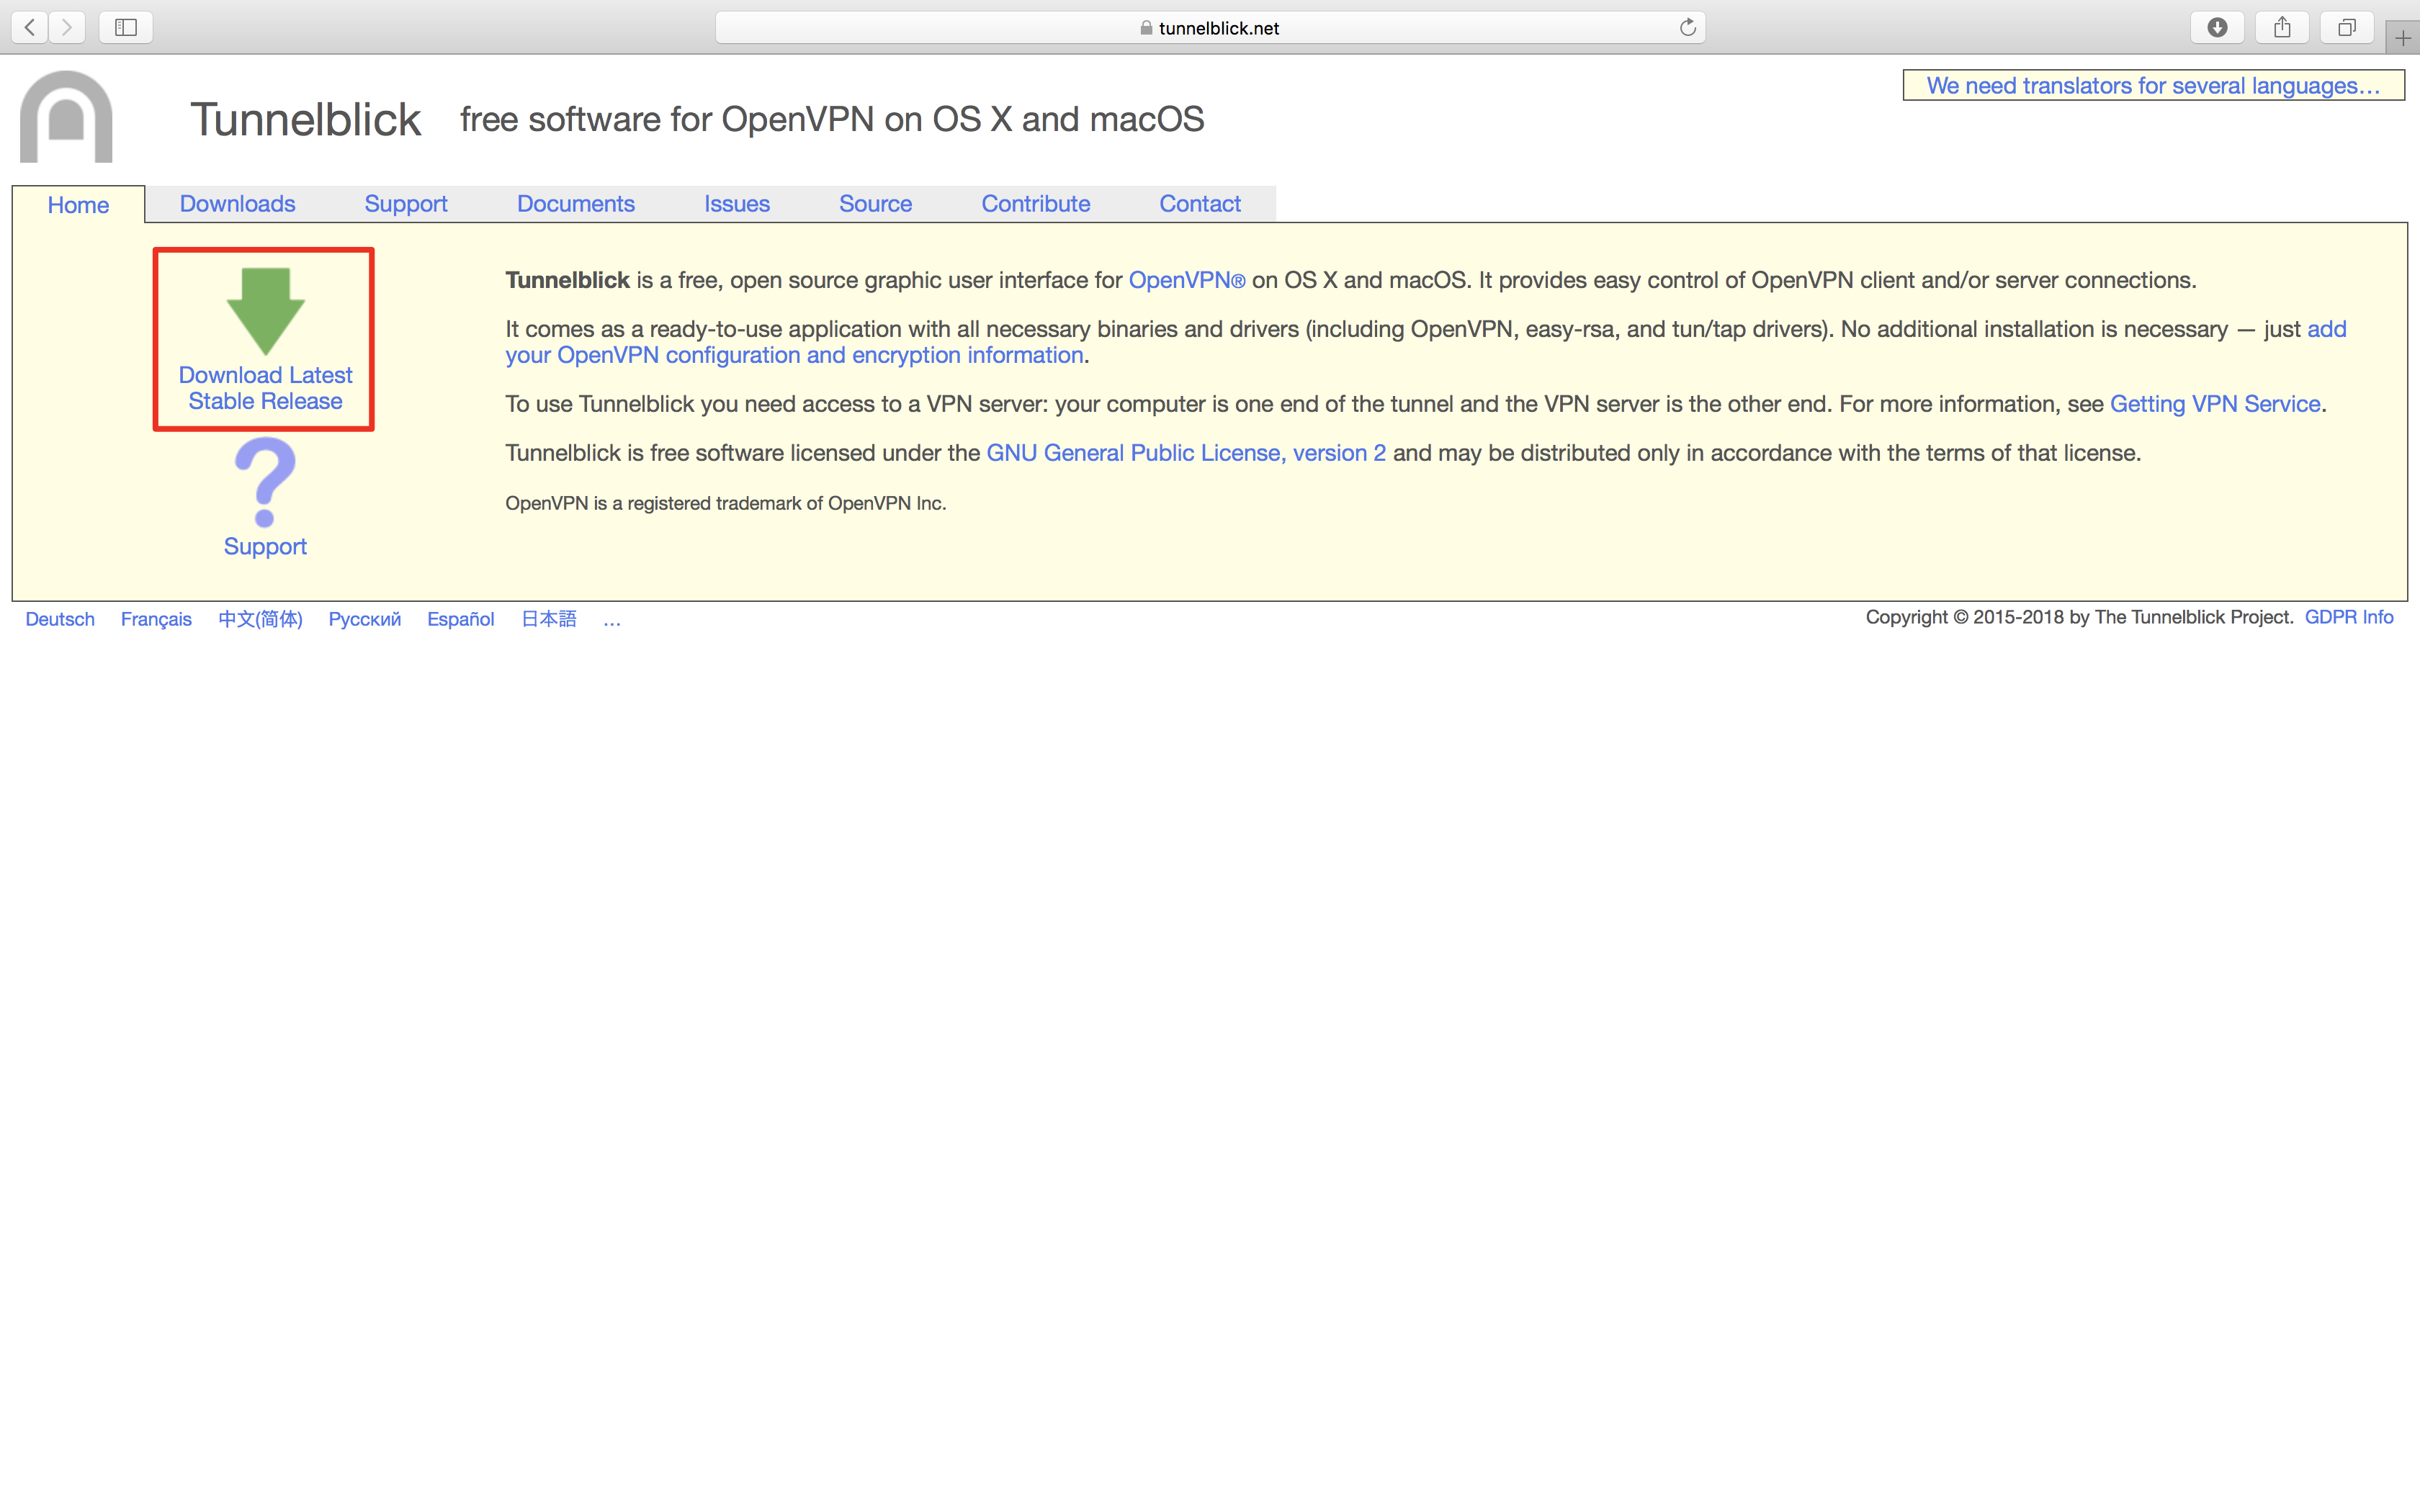 tunnelblick.net
We need translators for several languages…
Tunnelblick free software for OpenVPN on OS X and macOS
Home Downloads Support Documents Issues Source Contribute Contact
Download Latest
Stable Release
Support
Tunnelblick is a free, open source graphic user interface for OpenVPN® on OS X and macOS. It provides easy control of OpenVPN client and/or server connections.
It comes as a ready-to-use application with all necessary binaries and drivers (including OpenVPN, easy-rsa, and tun/tap drivers). No additional installation is necessary — just add
your OpenVPN configuration and encryption information.
To use Tunnelblick you need access to a VPN server: your computer is one end of the tunnel and the VPN server is the other end. For more information, see Getting VPN Service.
Tunnelblick is free software licensed under the GNU General Public License, version 2 and may be distributed only in accordance with the terms of that license.
OpenVPN is a registered trademark of OpenVPN Inc.
Deutsch Français 中文(简体) Русский Español 日本語 …
Copyright © 2015-2018 by The Tunnelblick Project. GDPR Info